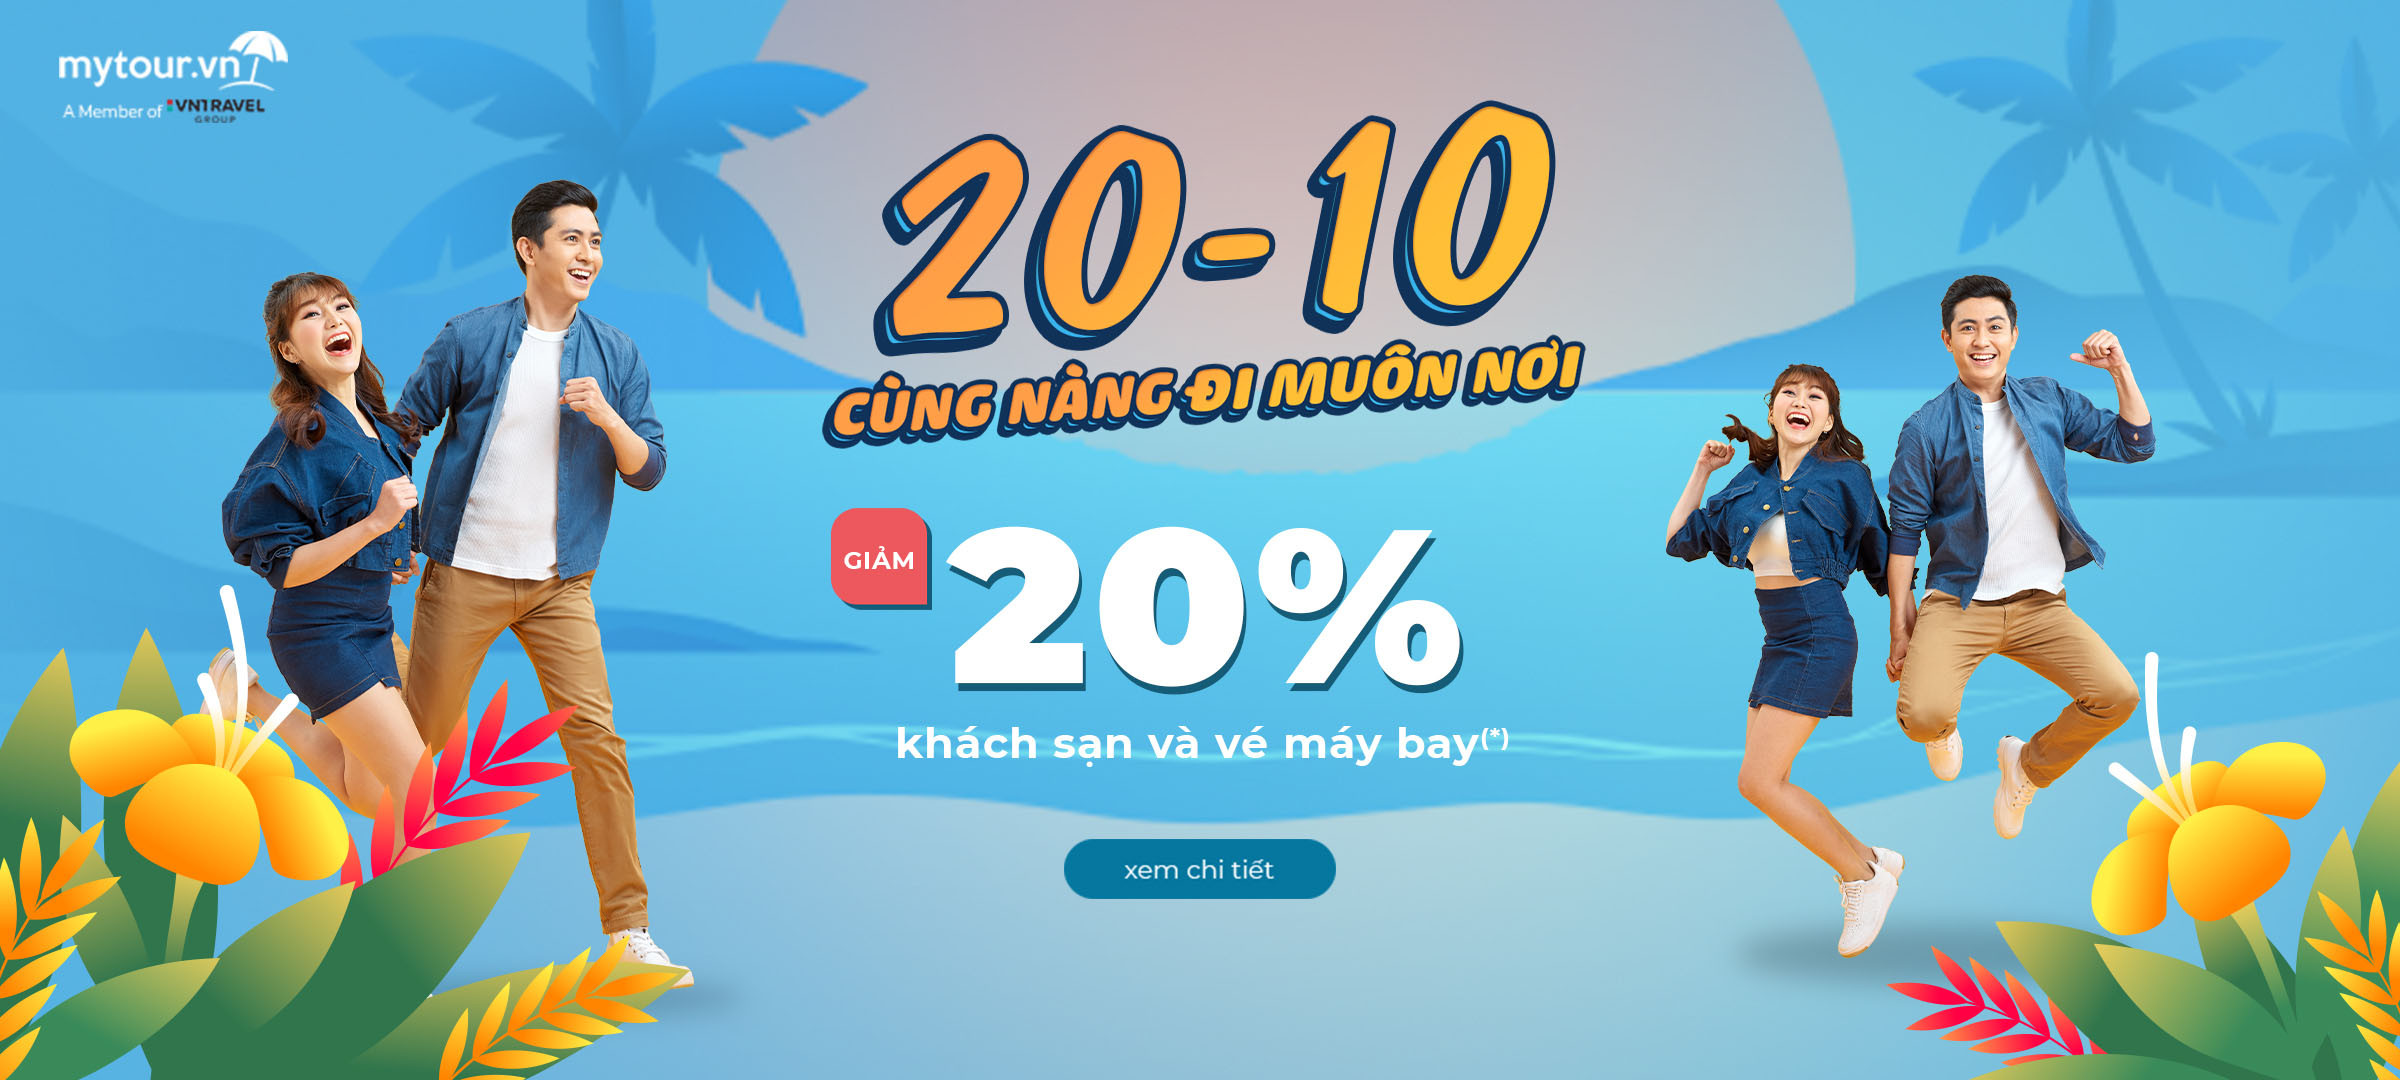 mytour.vn
A Member of VNTRAVEL
GROUP
20-10
CÙNG NÀNG ĐI MUÔN NƠI
GIẢM
20%
khách sạn và vé máy bay(*)
xem chi tiết